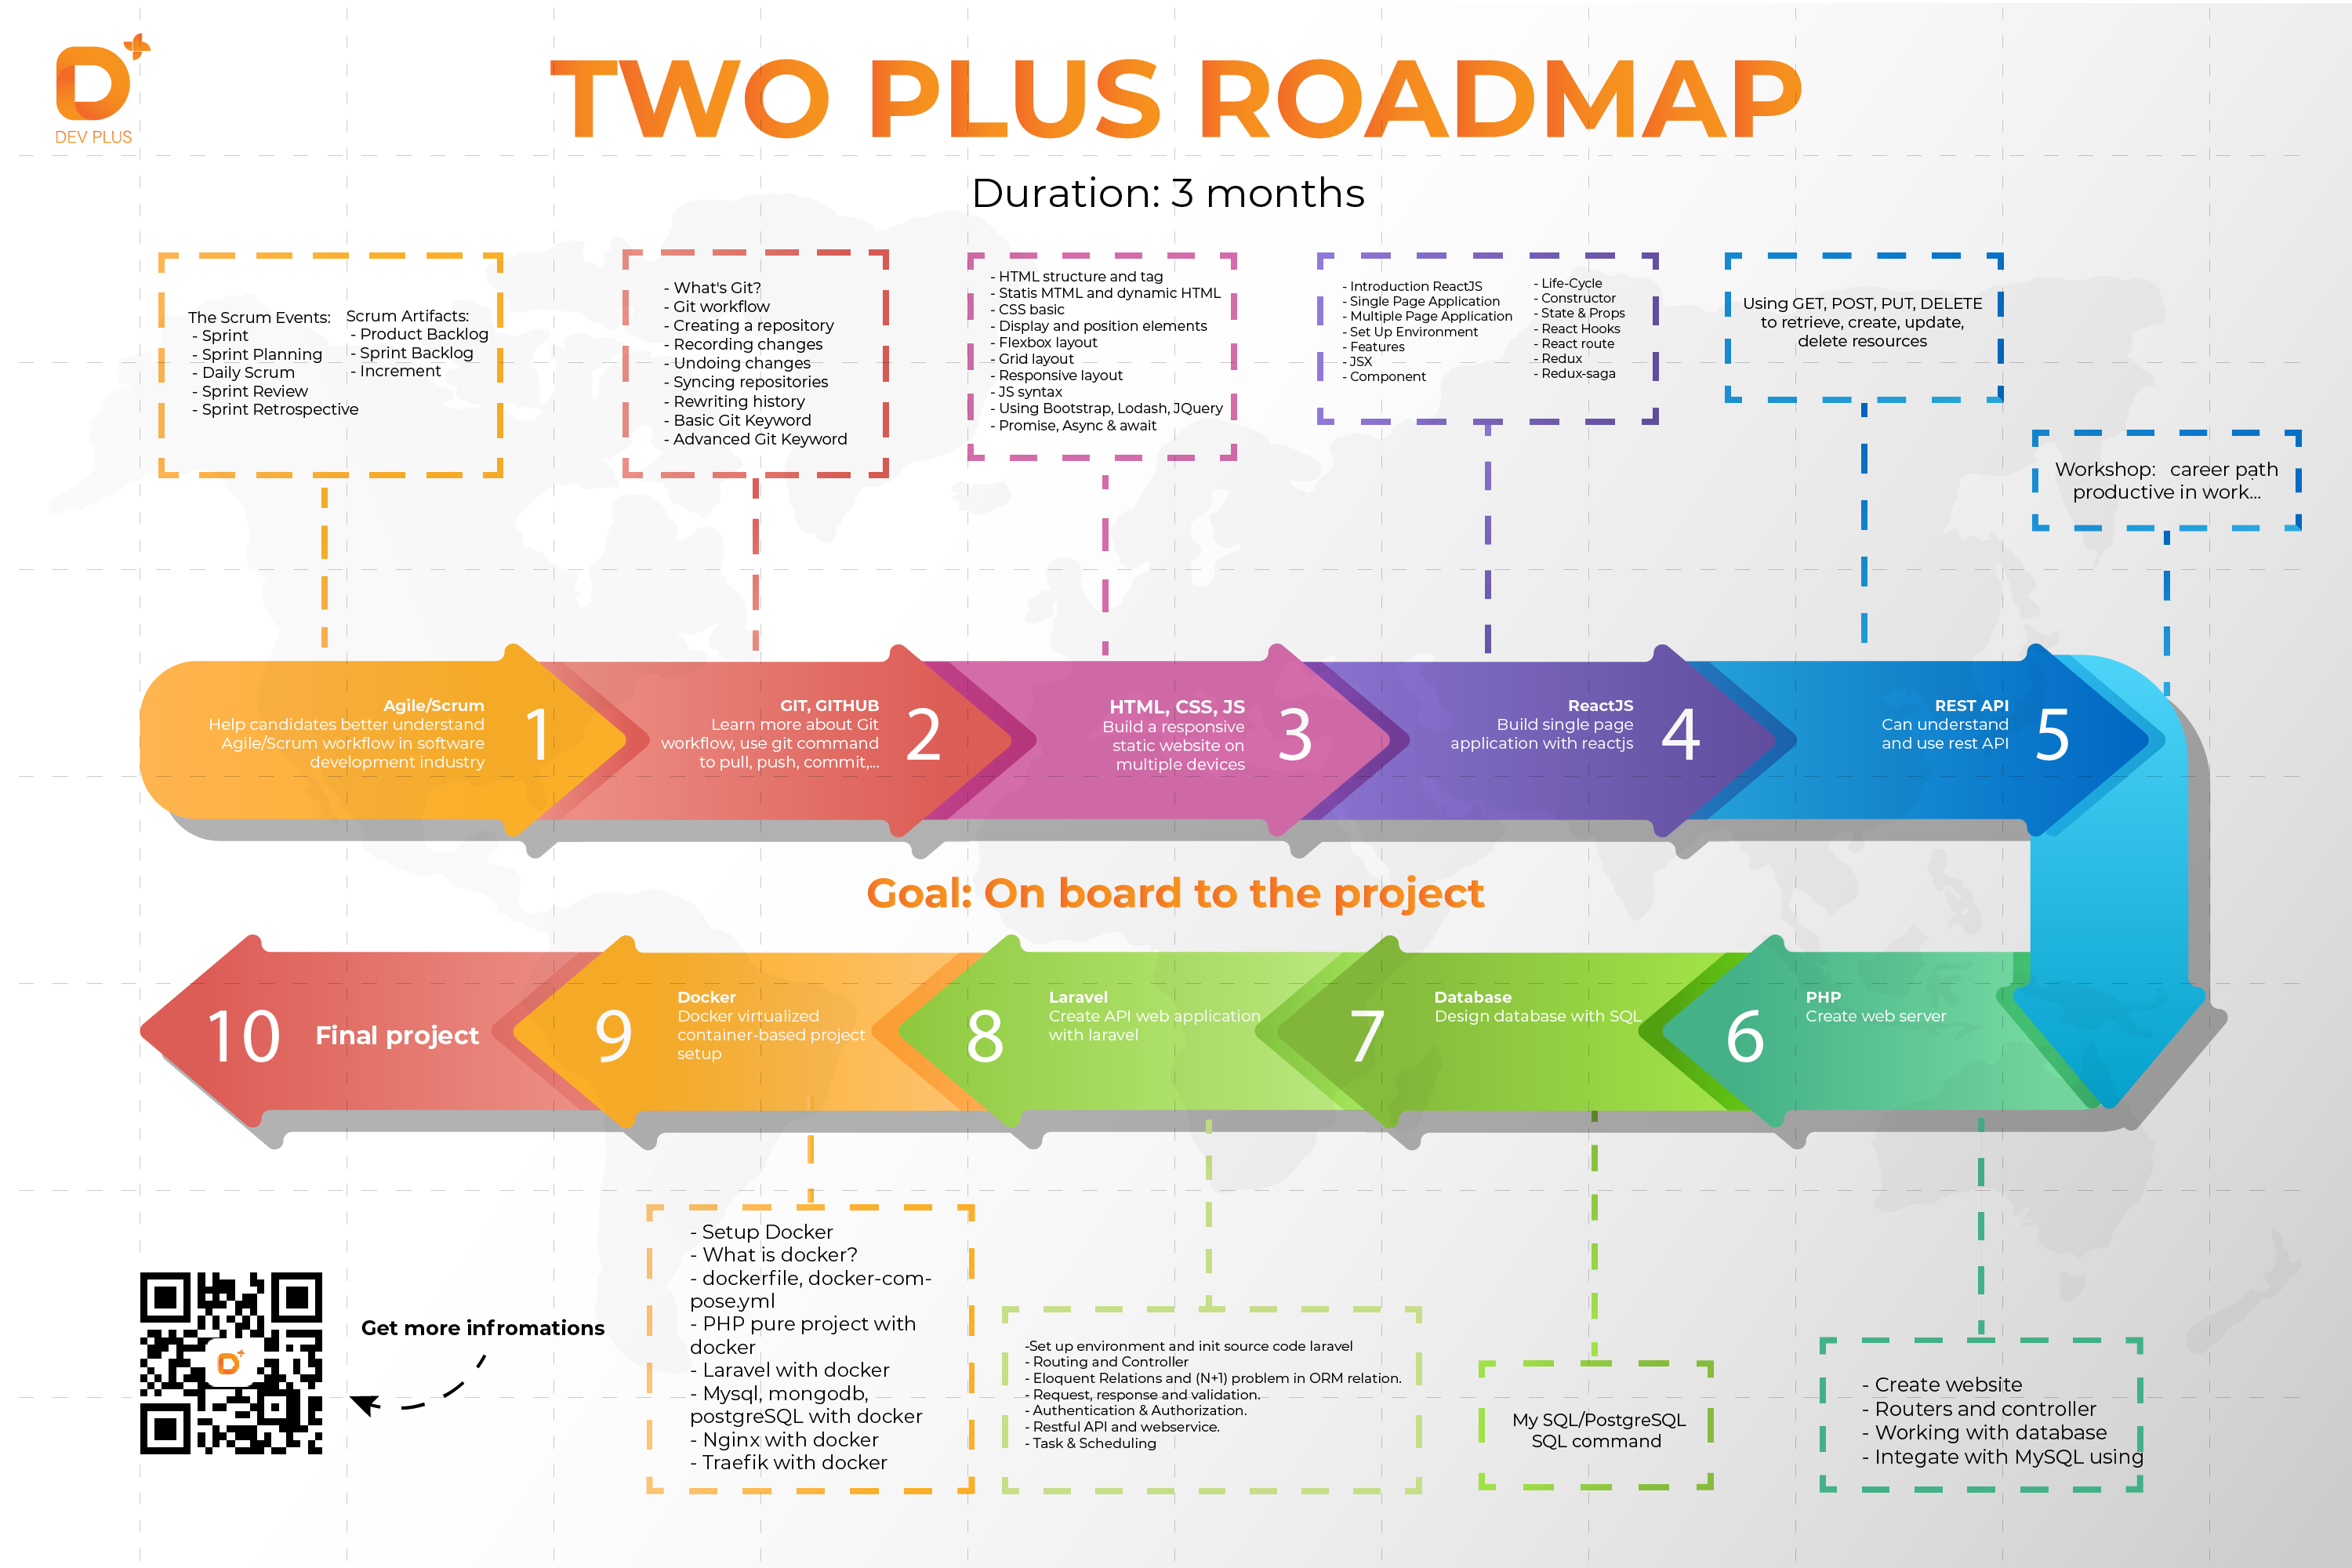 DEV PLUS
TWO PLUS ROADMAP
Duration: 3 months
The Scrum Events:
- Sprint
- Sprint Planning
- Daily Scrum
- Sprint Review
- Sprint Retrospective
Scrum Artifacts:
- Product Backlog
- Sprint Backlog
- Increment
- What's Git?
- Git workflow
- Creating a repository
- Recording changes
- Undoing changes
- Syncing repositories
- Rewriting history
- Basic Git Keyword
- Advanced Git Keyword
- HTML structure and tag
- Statis MTML and dynamic HTML
- CSS basic
- Display and position elements
- Flexbox layout
- Grid layout
- Responsive layout
- JS syntax
- Using Bootstrap, Lodash, JQuery
- Promise, Async & await
- Introduction ReactJS
- Single Page Application
- Multiple Page Application
- Set Up Environment
- Features
- JSX
- Component
- Life-Cycle
- Constructor
- State & Props
- React Hooks
- React route
- Redux
- Redux-saga
Using GET, POST, PUT, DELETE
to retrieve, create, update,
delete resources
Workshop: career path
productive in work...
Agile/Scrum
Help candidates better understand
Agile/Scrum workflow in software
development industry
1
GIT, GITHUB
Learn more about Git
workflow, use git command
to pull, push, commit,...
2
HTML, CSS, JS
Build a responsive
static website on
multiple devices
3
ReactJS
Build single page
application with reactjs
4
REST API
Can understand
and use rest API
5
Goal: On board to the project
10
Final project
9
Docker
Docker virtualized
container-based project
setup
8
Laravel
Create API web application
with laravel
7
Database
Design database with SQL
6
PHP
Create web server
Get more infromations
- Setup Docker
- What is docker?
- dockerfile, docker-com-
pose.yml
- PHP pure project with
docker
- Laravel with docker
- Mysql, mongodb,
postgreSQL with docker
- Nginx with docker
- Traefik with docker
-Set up environment and init source code laravel
- Routing and Controller
- Eloquent Relations and (N+1) problem in ORM relation.
- Request, response and validation.
- Authentication & Authorization.
- Restful API and webservice.
- Task & Scheduling
My SQL/PostgreSQL
SQL command
- Create website
- Routers and controller
- Working with database
- Integate with MySQL using